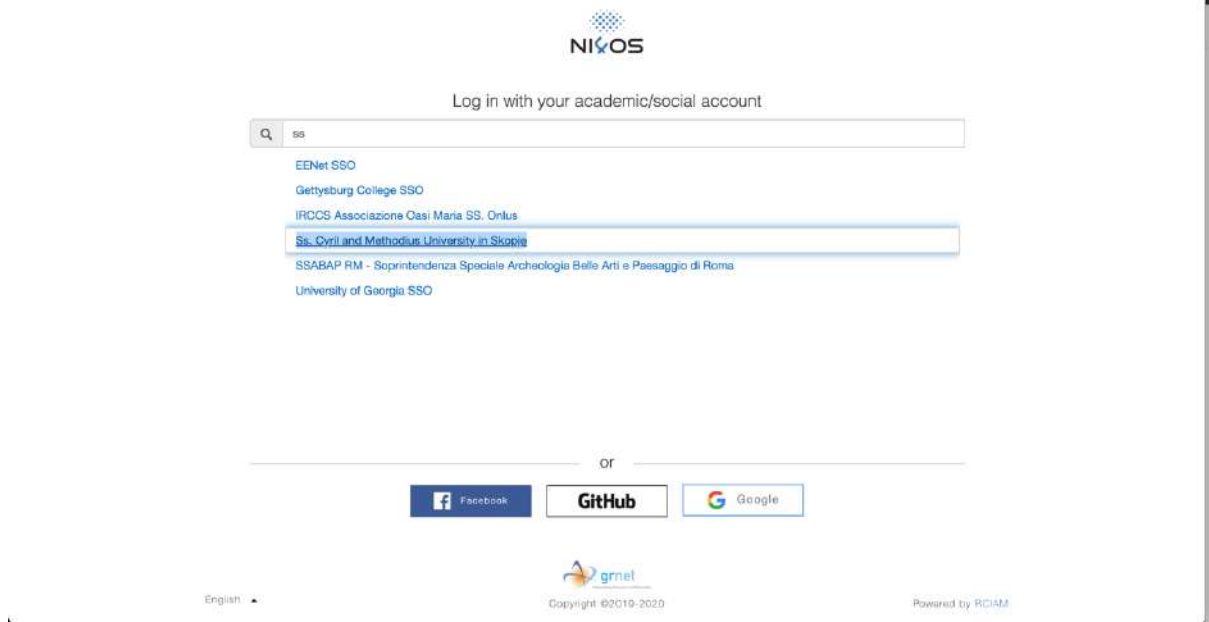 NI4OS
Log in with your academic/social account
ss
EENet SSO
Gettysburg College SSO
IRCCS Associazione Oasi Maria SS. Onlus
Ss. Cyril and Methodius University in Skopje
SSABAP RM - Soprintendenza Speciale Archeologia Belle Arti e Paesaggio di Roma
University of Georgia SSO
or
Facebook
GitHub
Google
grnet
English
Copyright ©2019-2020
Powered by RCIAM